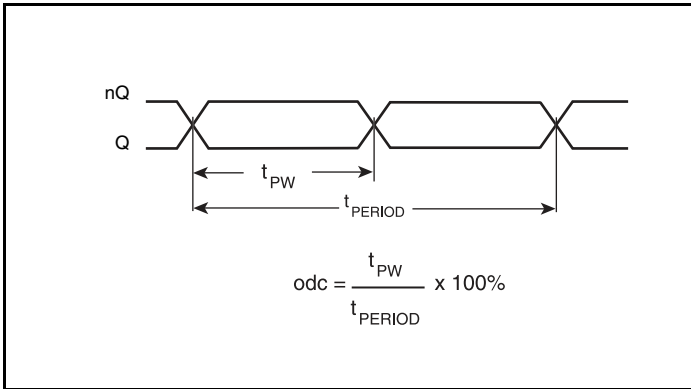 nQ
Q
tPW
tPERIOD
odc = tPW / tPERIOD x 100%